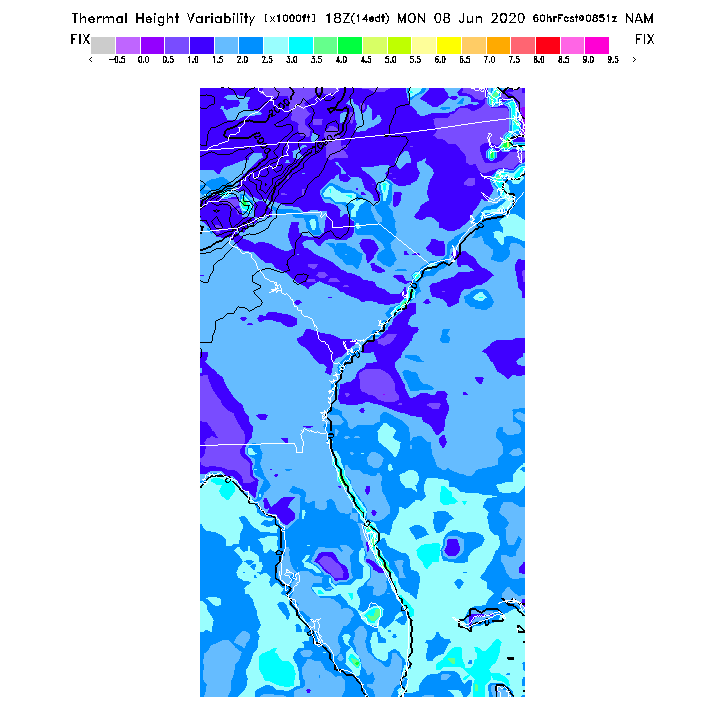 Thermal Height Variability [x1000ft] 18Z(14edt) MON 08 Jun 2020 60hrFcst@0851z NAM
FIX FIX
< -0.5 0.0 0.5 1.0 1.5 2.0 2.5 3.0 3.5 4.0 4.5 5.0 5.5 6.0 6.5 7.0 7.5 8.0 8.5 9.0 9.5 >